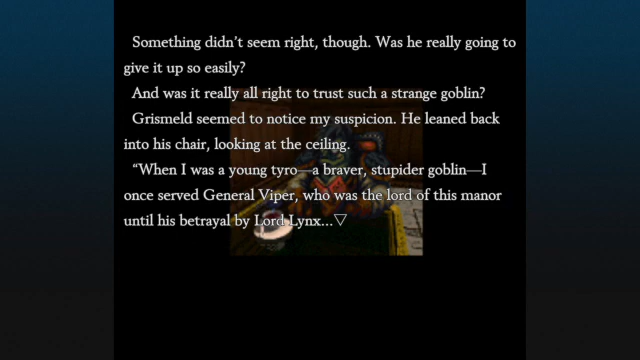 Something didn’t seem right, though. Was he really going to
give it up so easily?
And was it really all right to trust such a strange goblin?
Grismeld seemed to notice my suspicion. He leaned back
into his chair, looking at the ceiling.
“When I was a young tyro—a braver, stupider goblin—I
once served General Viper, who was the lord of this manor
until his betrayal by Lord Lynx...▽